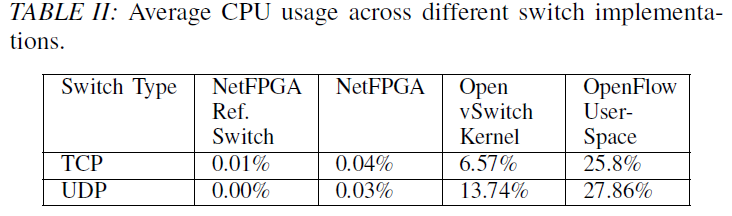 TABLE II: Average CPU usage across different switch implementa-
tions.
Switch Type NetFPGA Ref. Switch NetFPGA Open vSwitch Kernel OpenFlow User-Space
TCP 0.01% 0.04% 6.57% 25.8%
UDP 0.00% 0.03% 13.74% 27.86%